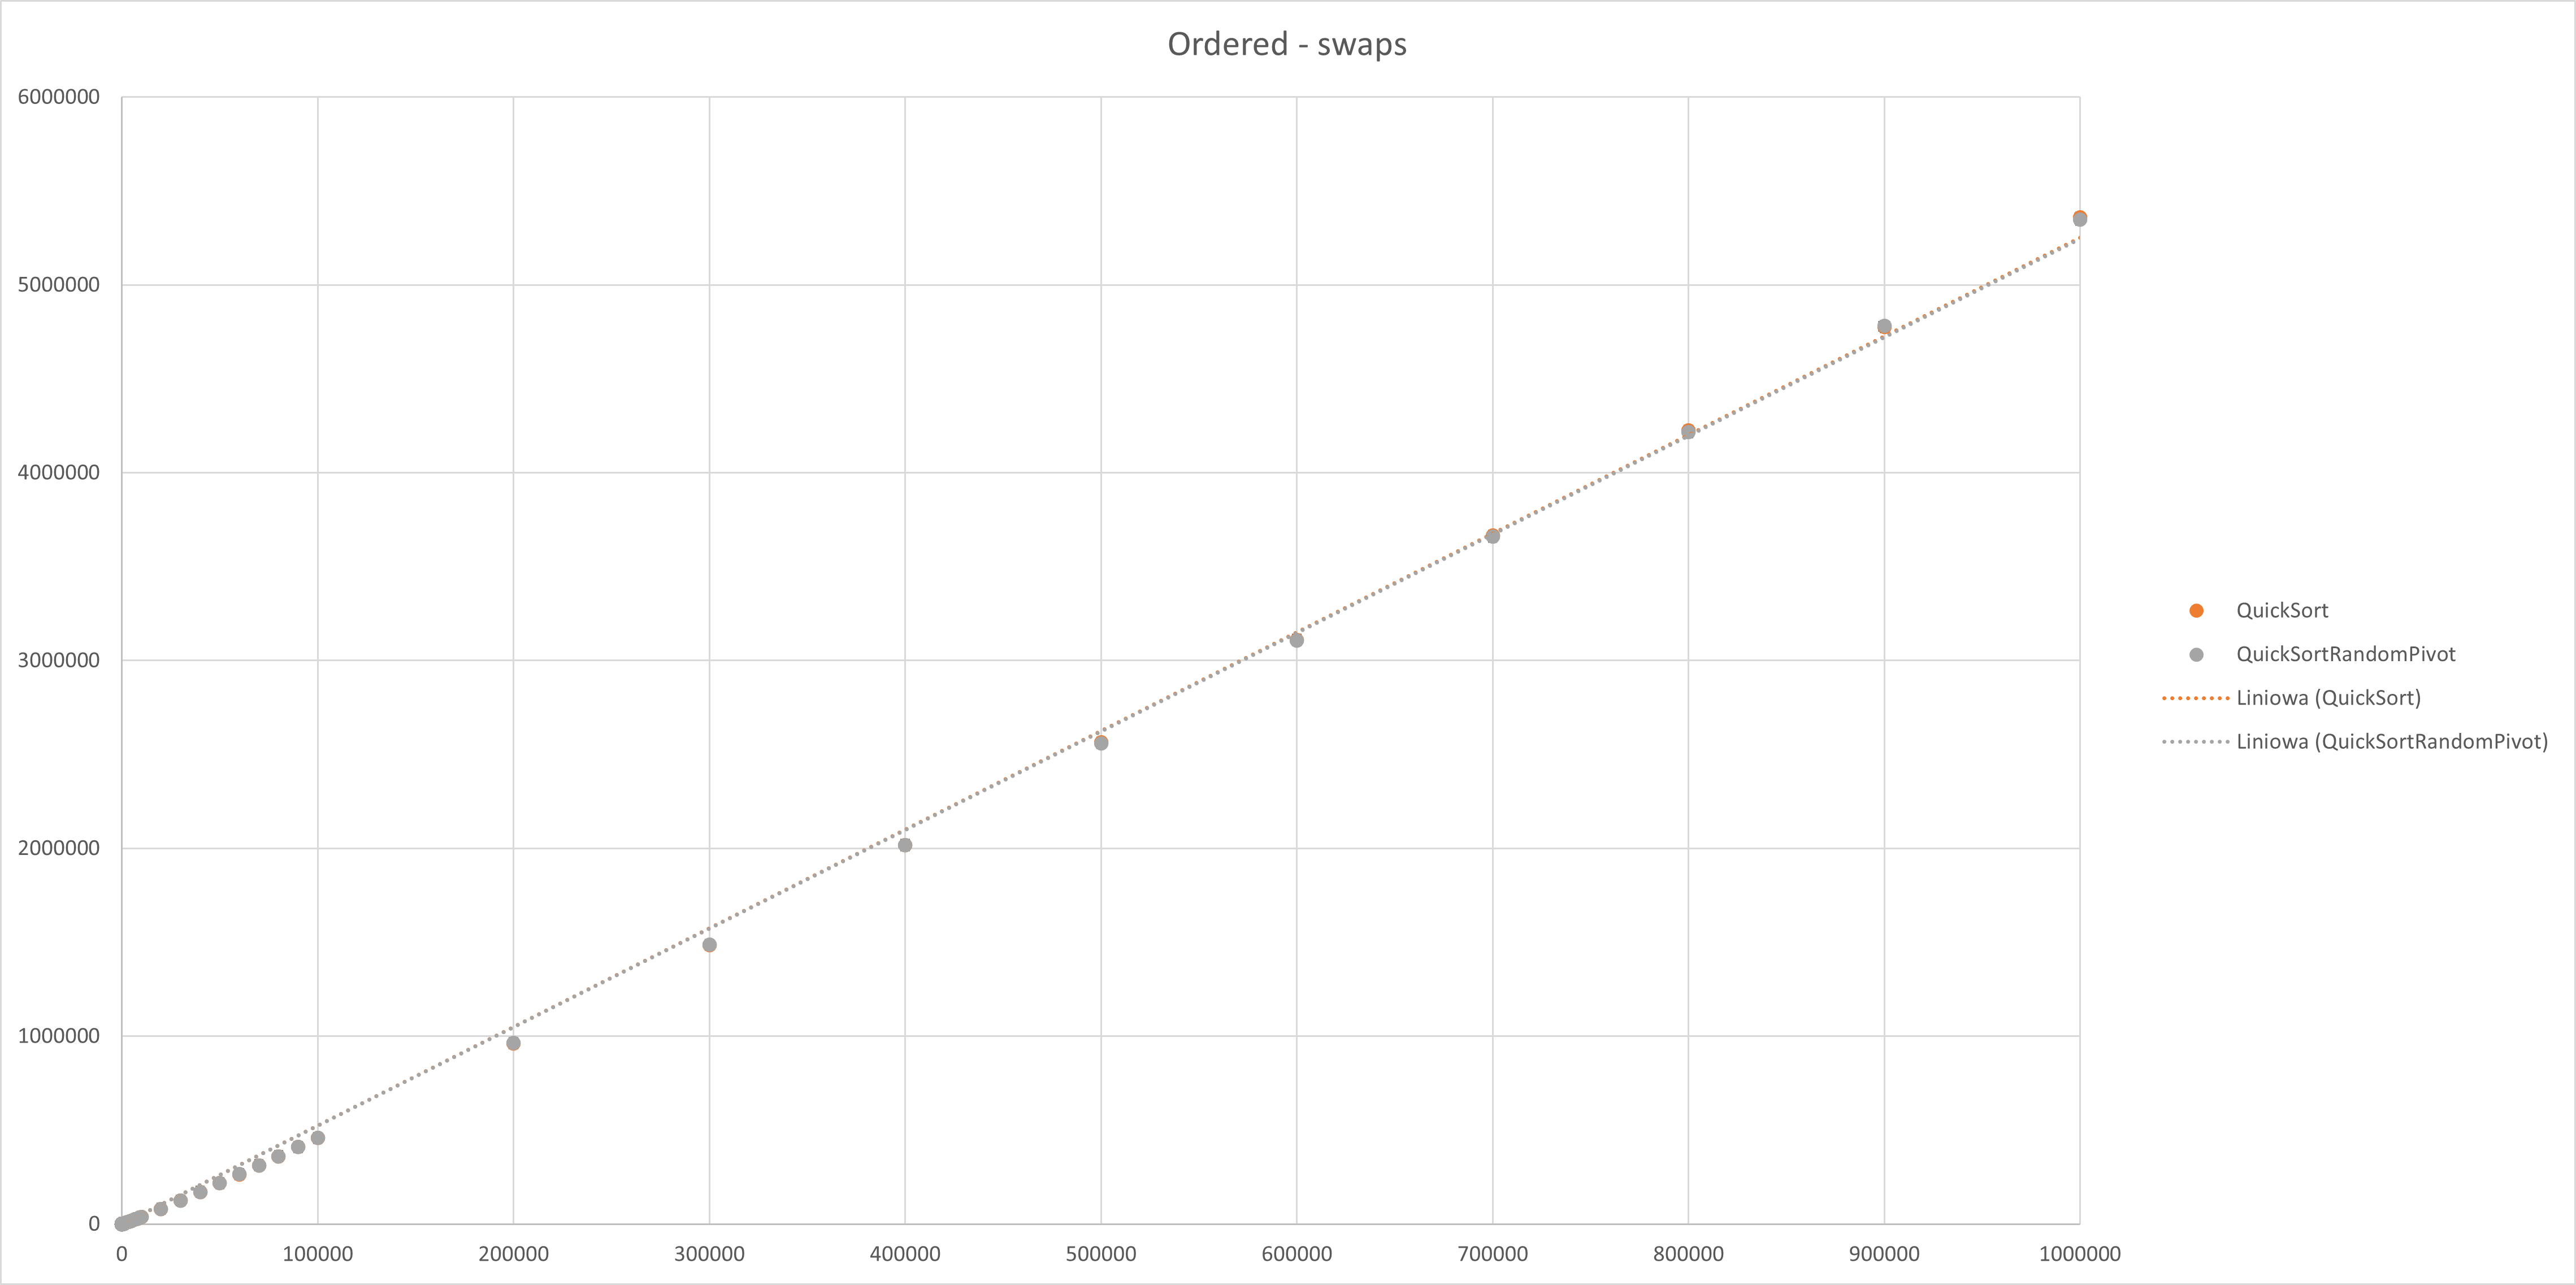 Ordered - swaps
6000000
5000000
4000000
3000000
2000000
1000000
0
0 100000 200000 300000 400000 500000 600000 700000 800000 900000 1000000
QuickSort
QuickSortRandomPivot
Liniowa (QuickSort)
Liniowa (QuickSortRandomPivot)